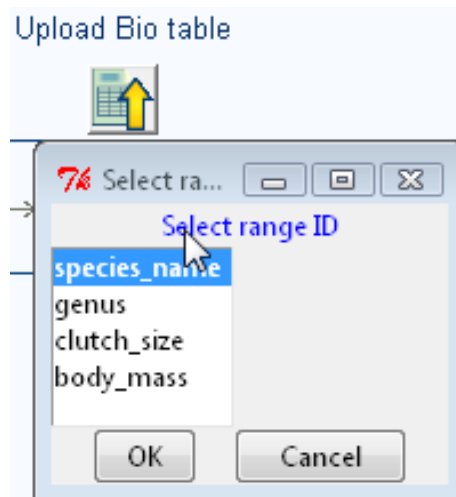 Upload Bio table
Select ra...
Select range ID
species_name
genus
clutch_size
body_mass
OK Cancel